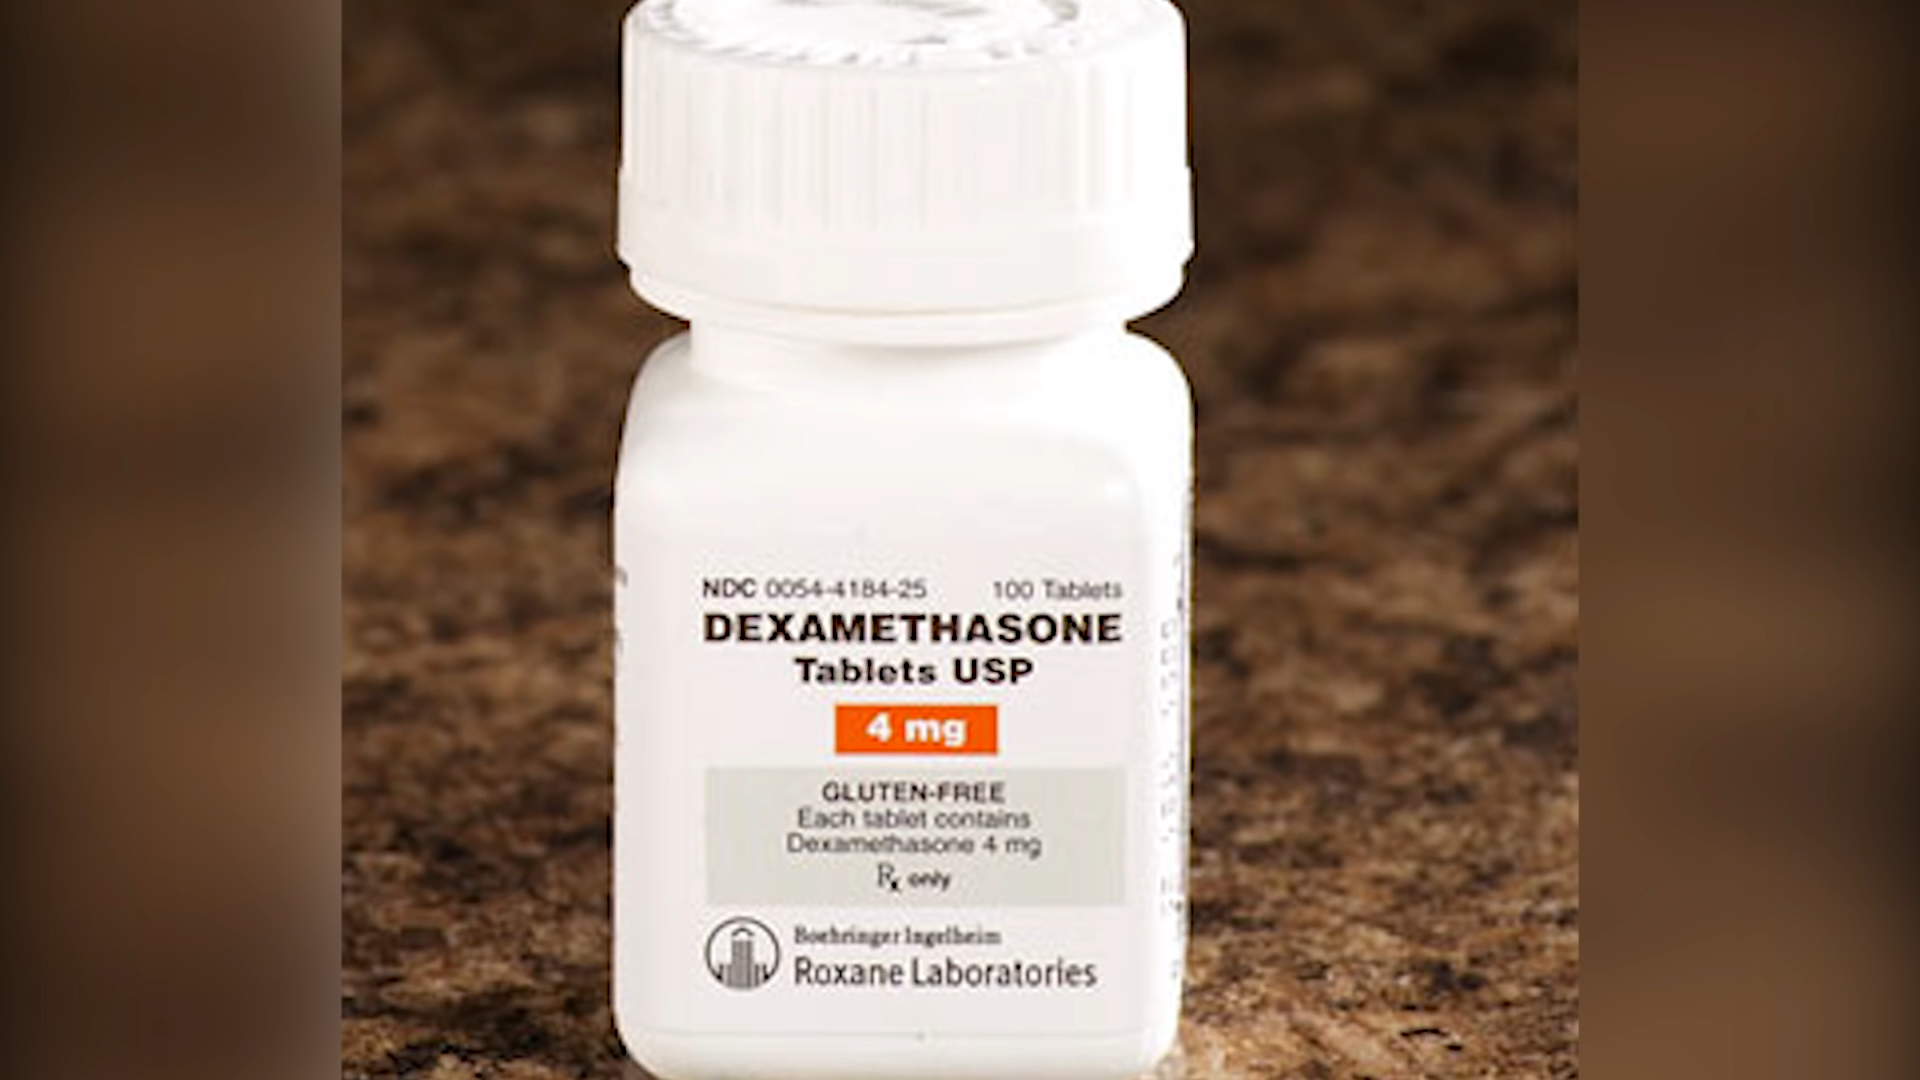 NDC 0054-4184-25 100 Tablets
DEXAMETHASONE
Tablets USP
4 mg
GLUTEN-FREE
Each tablet contains
Dexamethasone 4 mg
Rx only
Boehringer Ingelheim
Roxane Laboratories